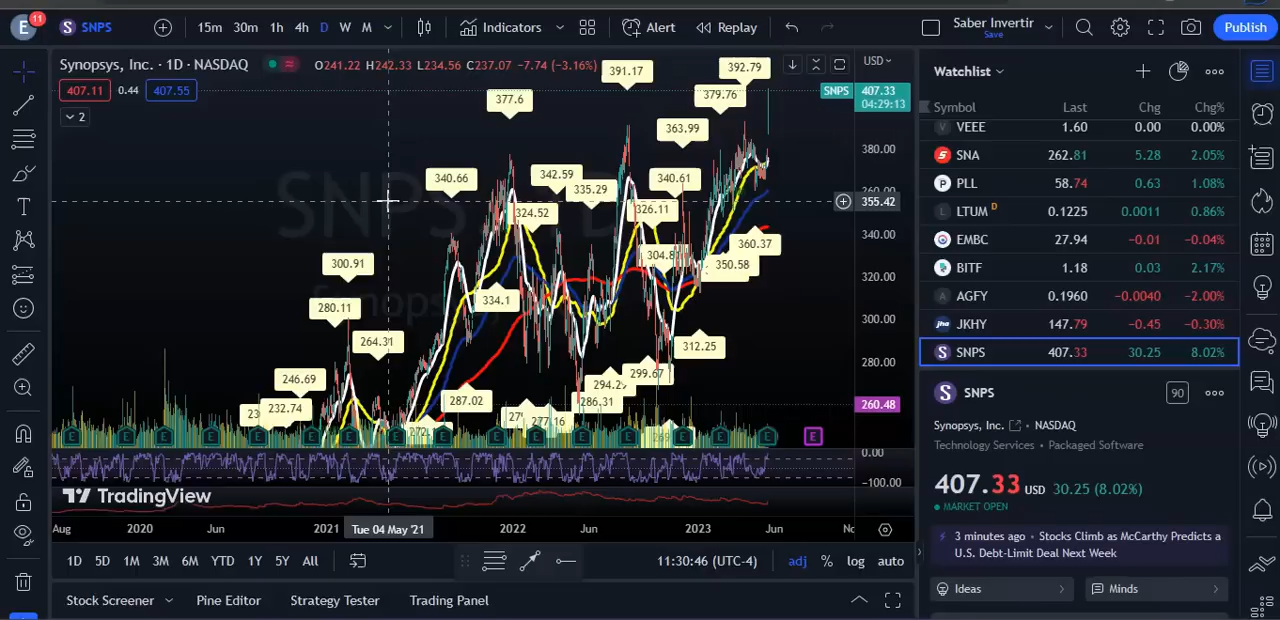 E 11 SNPS 15m 30m 1h 4h D W M Indicators Alert Replay Saber Invertir Save Publish
Synopsys, Inc. · 1D · NASDAQ O241.22 H242.33 L234.56 C237.07 -7.74 (-3.16%) USD
407.11 0.44 407.55
2
SNPS 407.33
04:29:13
391.17
392.79
377.6
379.76
363.99
380.00
340.66
342.59
335.29
340.61
360.00
355.42
324.52
326.11
340.00
360.37
300.91
304.8
350.58
320.00
280.11
334.1
300.00
264.31
312.25
280.00
246.69
299.67
294.29
232.74
287.02
286.31
260.48
277.16
E E E E E E E E E E E E E E E E E
0.00
-100.00
TradingView
Aug 2020 Jun 2021 Tue 04 May '21 2022 Jun 2023 Jun
1D 5D 1M 3M 6M YTD 1Y 5Y All 11:30:46 (UTC-4) adj % log auto
Stock Screener Pine Editor Strategy Tester Trading Panel
Watchlist
Symbol Last Chg Chg%
VEEE 1.60 0.00 0.00%
SNA 262.81 5.28 2.05%
PLL 58.74 0.63 1.08%
LTUM D 0.1225 0.0011 0.86%
EMBC 27.94 -0.01 -0.04%
BITF 1.18 0.03 2.17%
AGFY 0.1960 -0.0040 -2.00%
JKHY 147.79 -0.45 -0.30%
SNPS 407.33 30.25 8.02%
SNPS 90
Synopsys, Inc. NASDAQ
Technology Services • Packaged Software
407.33 USD 30.25 (8.02%)
MARKET OPEN
3 minutes ago • Stocks Climb as McCarthy Predicts a
U.S. Debt-Limit Deal Next Week
Ideas Minds